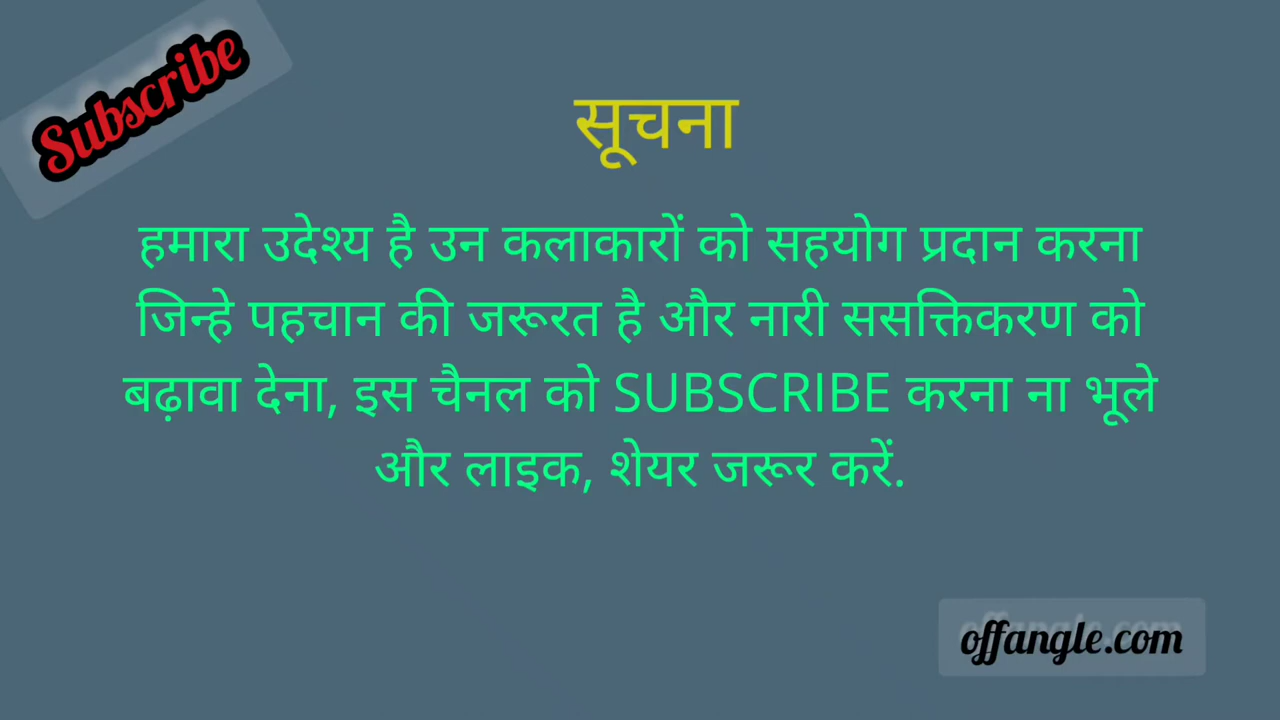 Subscribe
सूचना
हमारा उदेश्य है उन कलाकारों को सहयोग प्रदान करना
जिन्हे पहचान की जरूरत है और नारी ससक्तिकरण को
बढ़ावा देना, इस चैनल को SUBSCRIBE करना ना भूले
और लाइक, शेयर जरूर करें.
offangle.com